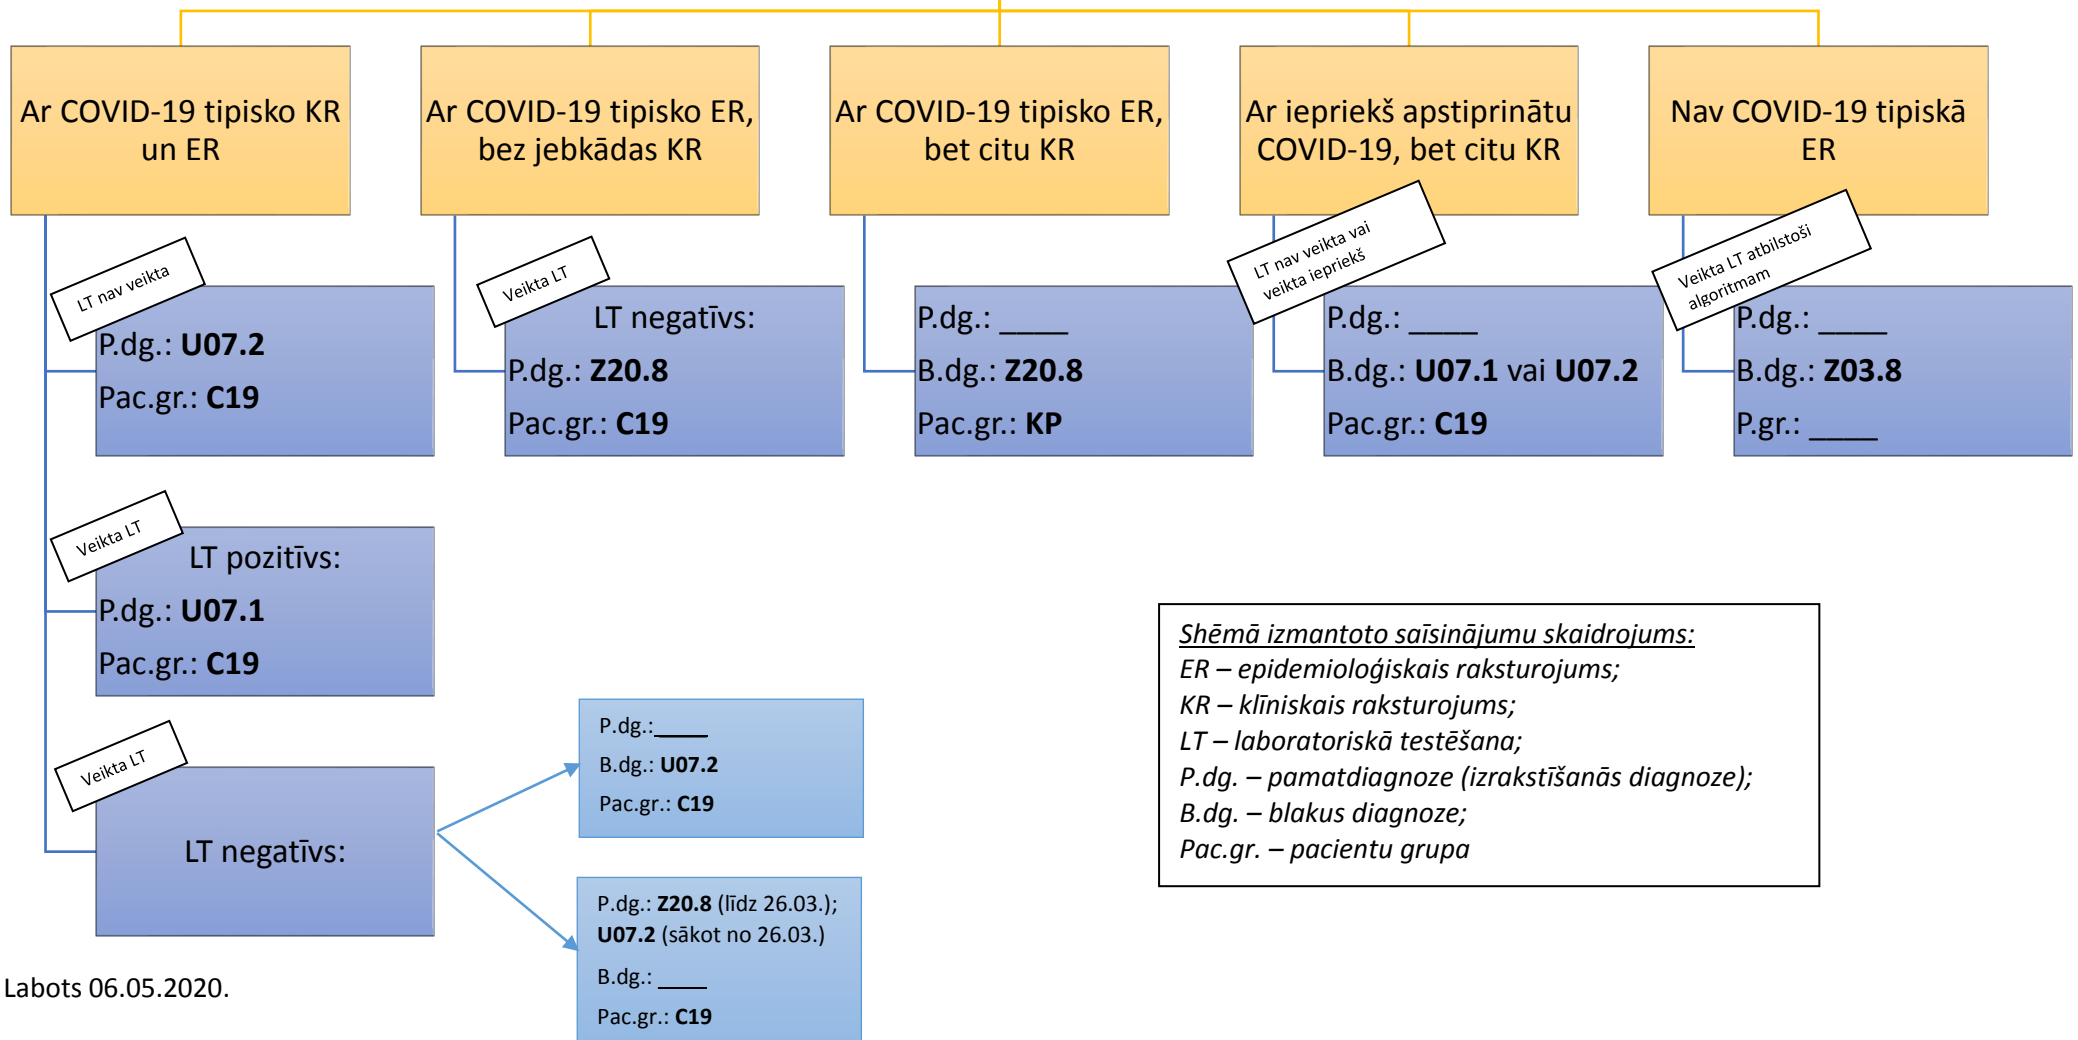 Ar COVID-19 tipisko KR
un ER
Ar COVID-19 tipisko ER,
bez jebkādas KR
Ar COVID-19 tipisko ER,
bet citu KR
Ar iepriekš apstiprinātu
COVID-19, bet citu KR
Nav COVID-19 tipiskā
ER
LT nav veikta
P.dg.: U07.2
Pac.gr.: C19
Veikta LT
LT negatīvs:
P.dg.: Z20.8
Pac.gr.: C19
P.dg.: ____
B.dg.: Z20.8
Pac.gr.: KP
LT nav veikta vai
veikta iepriekš
P.dg.: ____
B.dg.: U07.1 vai U07.2
Pac.gr.: C19
Veikta LT atbilstoši
algoritmam
P.dg.: ____
B.dg.: Z03.8
P.gr.: ____
Veikta LT
LT pozitīvs:
P.dg.: U07.1
Pac.gr.: C19
Veikta LT
LT negatīvs:
P.dg.:____
B.dg.: U07.2
Pac.gr.: C19
P.dg.: Z20.8 (līdz 26.03.);
U07.2 (sākot no 26.03.)
B.dg.: ____
Pac.gr.: C19
Shēmā izmantoto saīsinājumu skaidrojums:
ER – epidemioloģiskais raksturojums;
KR – klīniskais raksturojums;
LT – laboratoriskā testēšana;
P.dg. – pamatdiagnoze (izrakstīšanās diagnoze);
B.dg. – blakus diagnoze;
Pac.gr. – pacientu grupa
Labots 06.05.2020.